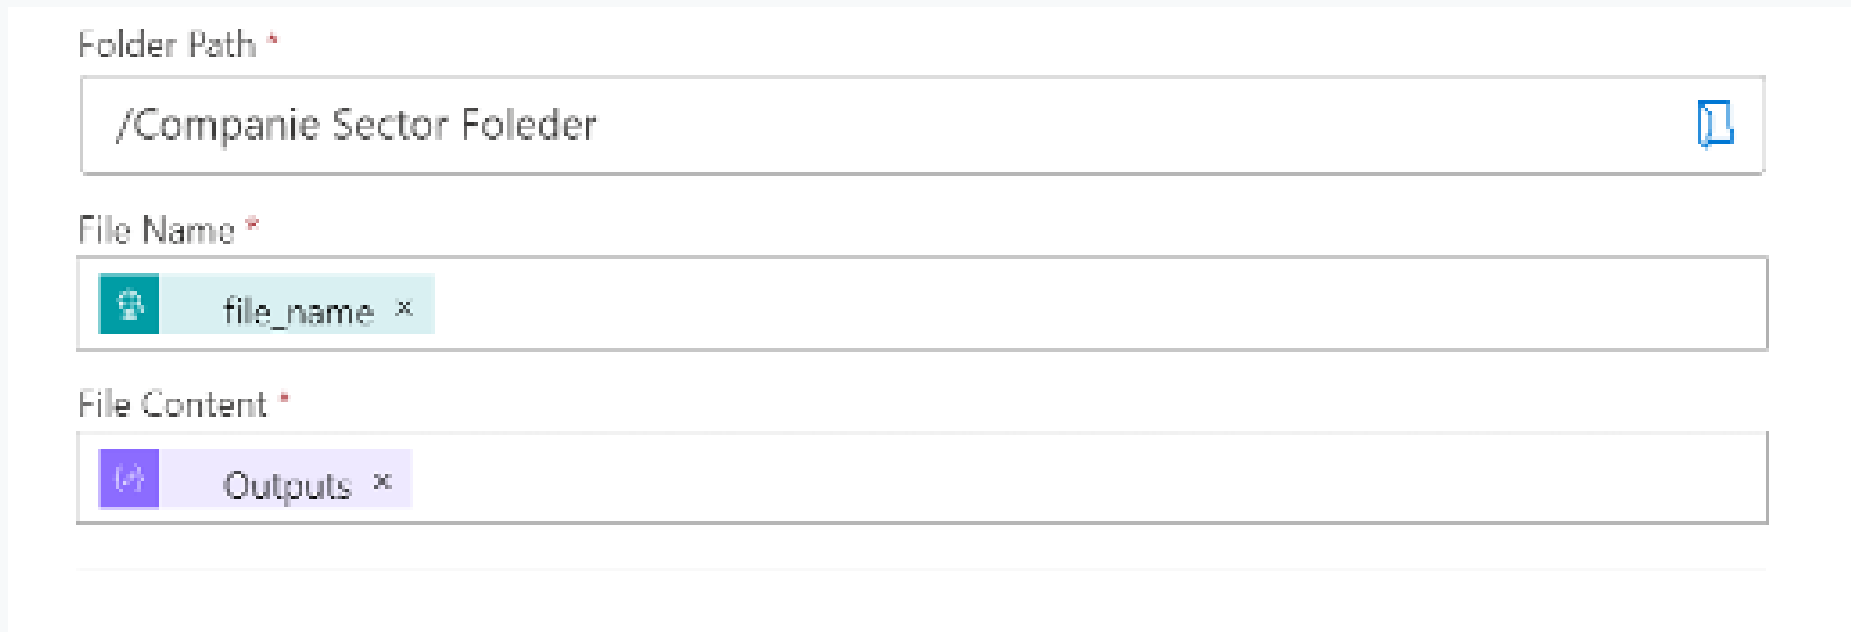 Folder Path *
/Companie Sector Foleder
File Name *
file_name ×
File Content *
Outputs ×